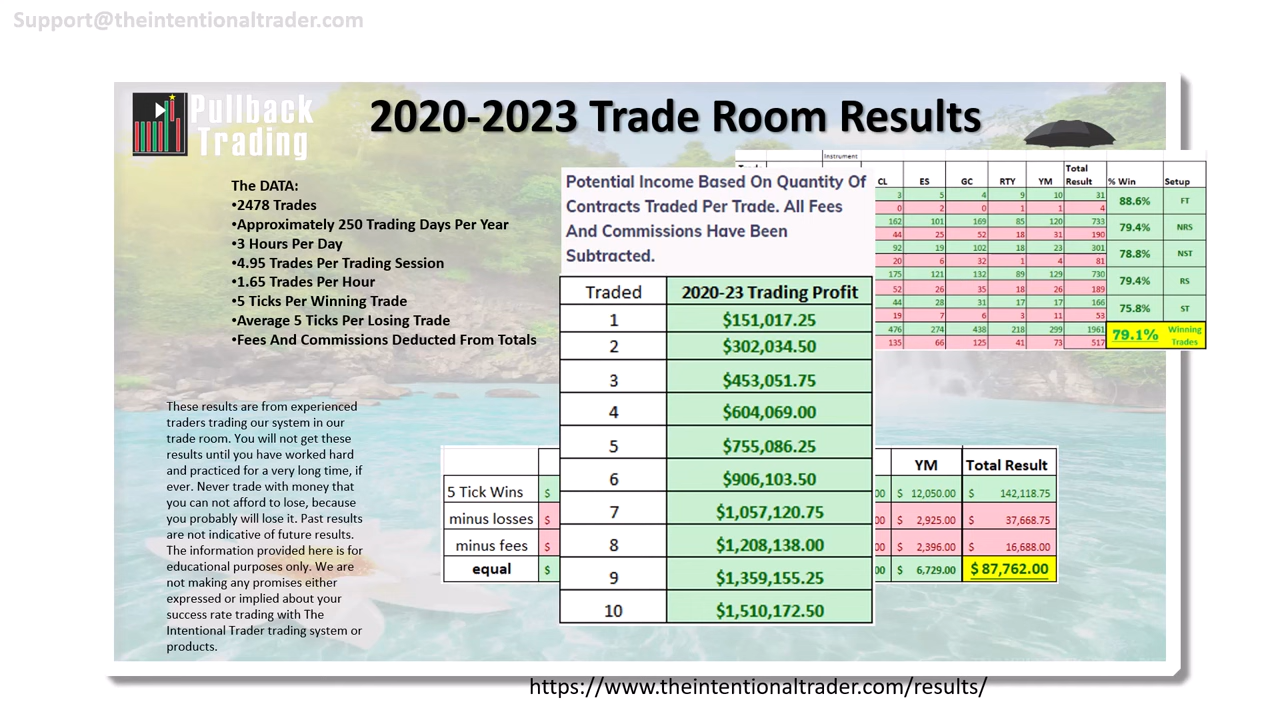 Support@theintentionaltrader.com
Pullback
Trading
2020-2023 Trade Room Results
The DATA:
•2478 Trades
•Approximately 250 Trading Days Per Year
•3 Hours Per Day
•4.95 Trades Per Trading Session
•1.65 Trades Per Hour
•5 Ticks Per Winning Trade
•Average 5 Ticks Per Losing Trade
•Fees And Commissions Deducted From Totals
These results are from experienced
traders trading our system in our
trade room. You will not get these
results until you have worked hard
and practiced for a very long time, if
ever. Never trade with money that
you can not afford to lose, because
you probably will lose it. Past results
are not indicative of future results.
The information provided here is for
educational purposes only. We are
not making any promises either
expressed or implied about your
success rate trading with The
Intentional Trader trading system or
products.
Potential Income Based On Quantity Of
Contracts Traded Per Trade. All Fees
And Commissions Have Been
Subtracted.
Traded 2020-23 Trading Profit
1 $151,017.25
2 $302,034.50
3 $453,051.75
4 $604,069.00
5 $755,086.25
6 $906,103.50
7 $1,057,120.75
8 $1,208,138.00
9 $1,359,155.25
10 $1,510,172.50
Instrument
CL ES GC RTY YM Total Result % Win Setup
3 5 4 9 10 31 88.6% FT
0 2 0 1 1 4
162 101 169 85 120 733 79.4% NRS
44 25 52 18 31 190
92 19 102 18 23 301 78.8% NST
20 6 32 1 4 81
175 121 132 89 129 730 79.4% RS
52 26 35 18 26 189
44 28 31 17 17 166 75.8% ST
19 7 6 3 11 53
476 274 438 218 299 1961 79.1% Winning Trades
135 66 125 41 73 517
YM Total Result
5 Tick Wins $ 00 $ 12,050.00 $ 142,118.75
minus losses $ 00 $ 2,925.00 $ 37,668.75
minus fees $ 00 $ 2,396.00 $ 16,688.00
equal $ 00 $ 6,729.00 $ 87,762.00
https://www.theintentionaltrader.com/results/